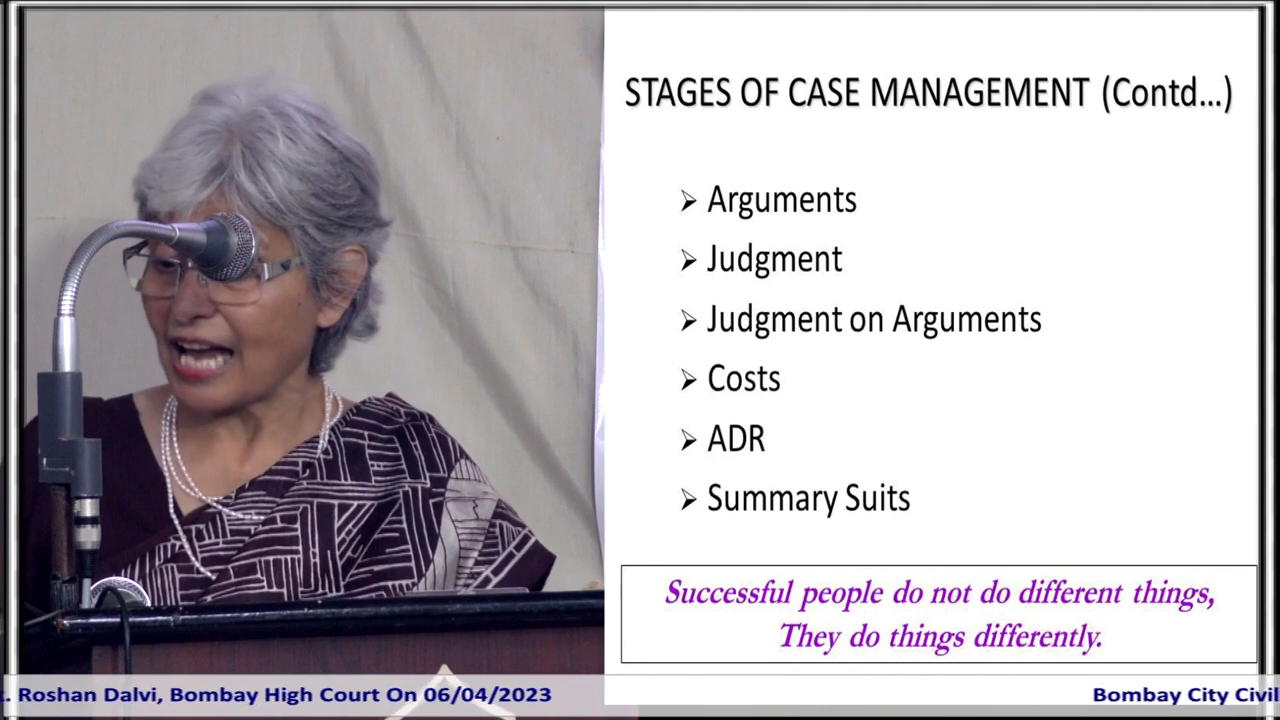 STAGES OF CASE MANAGEMENT (Contd...)
Arguments
Judgment
Judgment on Arguments
Costs
ADR
Summary Suits
Successful people do not do different things,
They do things differently.
. Roshan Dalvi, Bombay High Court On 06/04/2023
Bombay City Civil